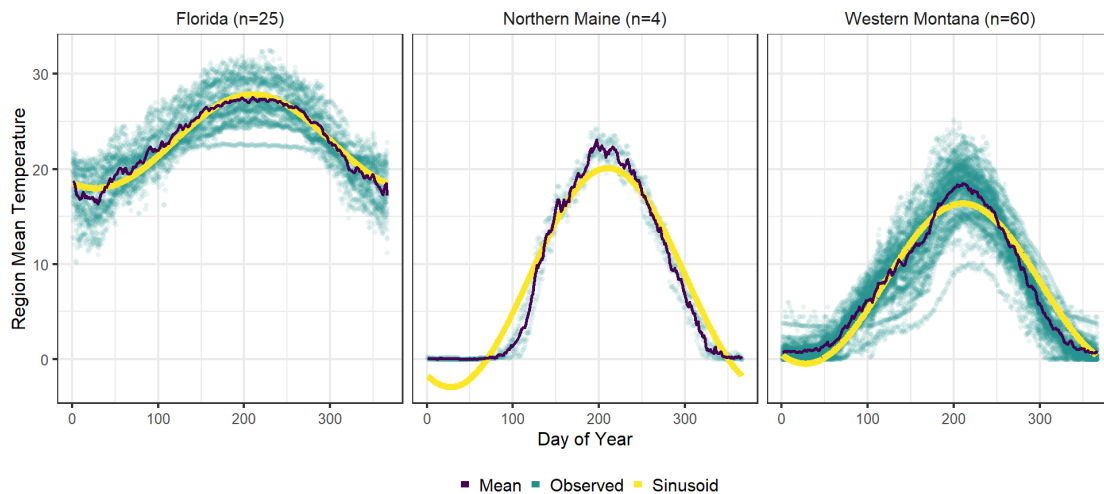 Florida (n=25)
Northern Maine (n=4)
Western Montana (n=60)
Region Mean Temperature
30
20
10
0
0 100 200 300
0 100 200 300
0 100 200 300
Day of Year
Mean Observed Sinusoid